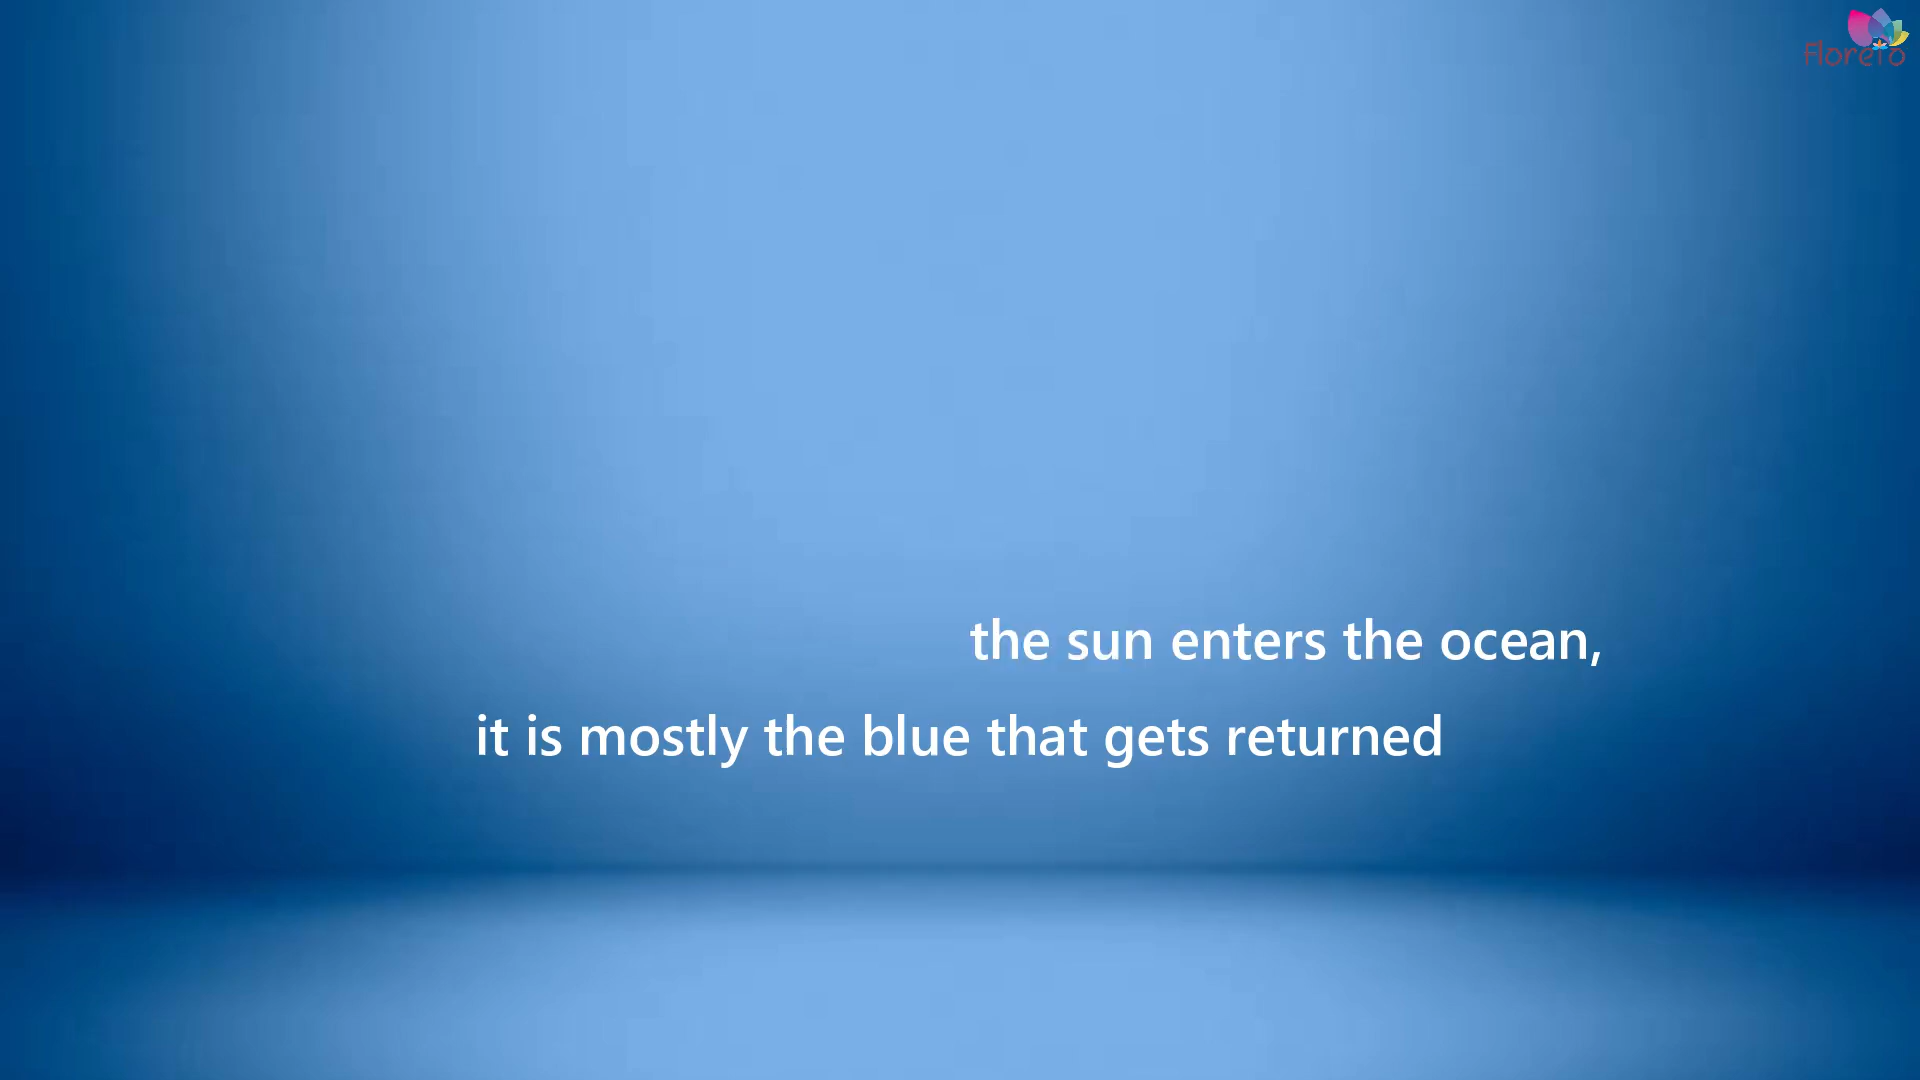 Floreto
the sun enters the ocean,
it is mostly the blue that gets returned